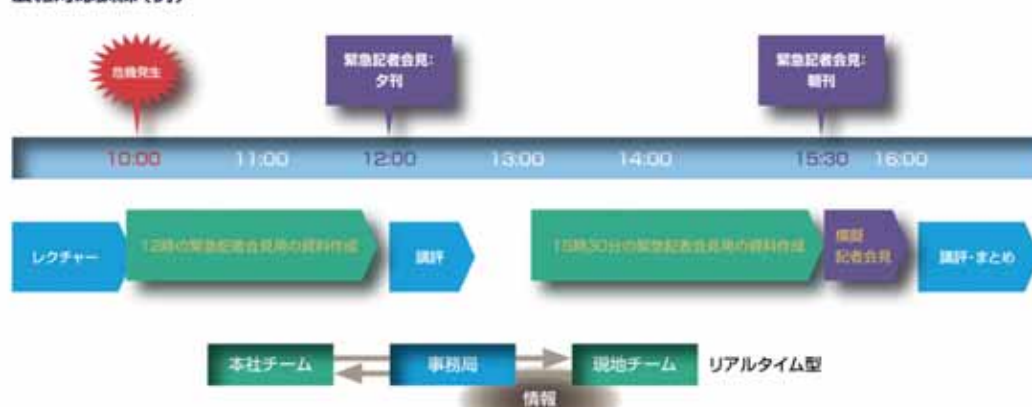 危機発生
緊急記者会見:
夕刊
緊急記者会見:
朝刊
10:00
11:00
12:00
13:00
14:00
15:30
16:00
レクチャー
12時の緊急記者会見用の資料作成
講評
15時30分の緊急記者会見用の資料作成
模擬
記者会見
講評・まとめ
本社チーム
事務局
現地チーム
リアルタイム型
情報